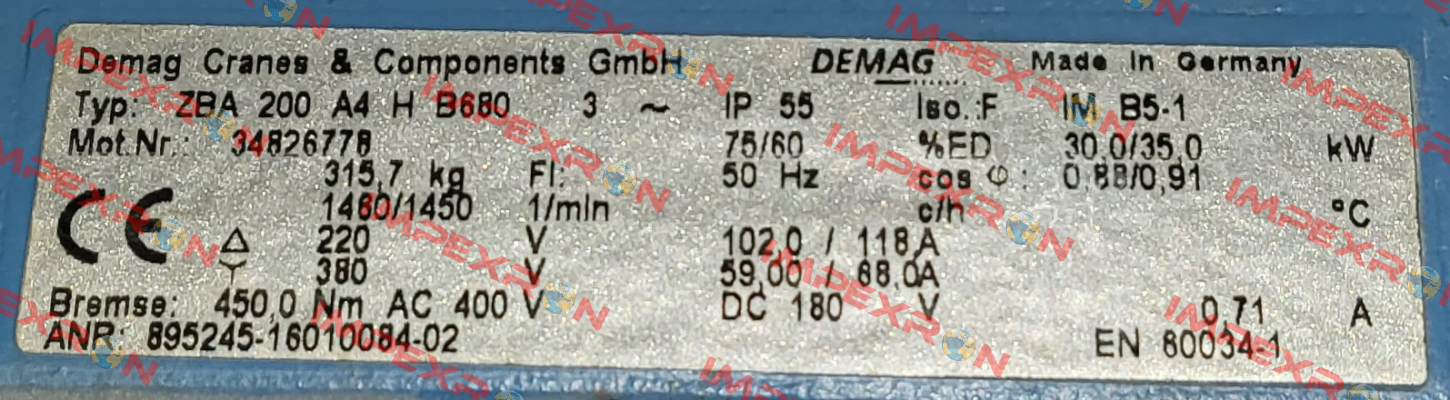 Demag Cranes & Components GmbH DEMAG Made in Germany
Typ: ZBA 200 A4 H B680 3 ~ IP 55 Iso.:F IM B5-1
Mot.Nr.: 34826778 75/60 %ED 30,0/35,0 kW
315,7 kg Fl: 50 Hz cos φ: 0,88/0,91
1460/1450 1/min c/h °C
CE △ 220 V 102,0 / 118,A
Y 380 V 59,00 / 68,0A
Bremse: 450,0 Nm AC 400 V DC 180 V 0,71 A
ANR: 895245-16010084-02 EN 60034-1
IMPEXRON